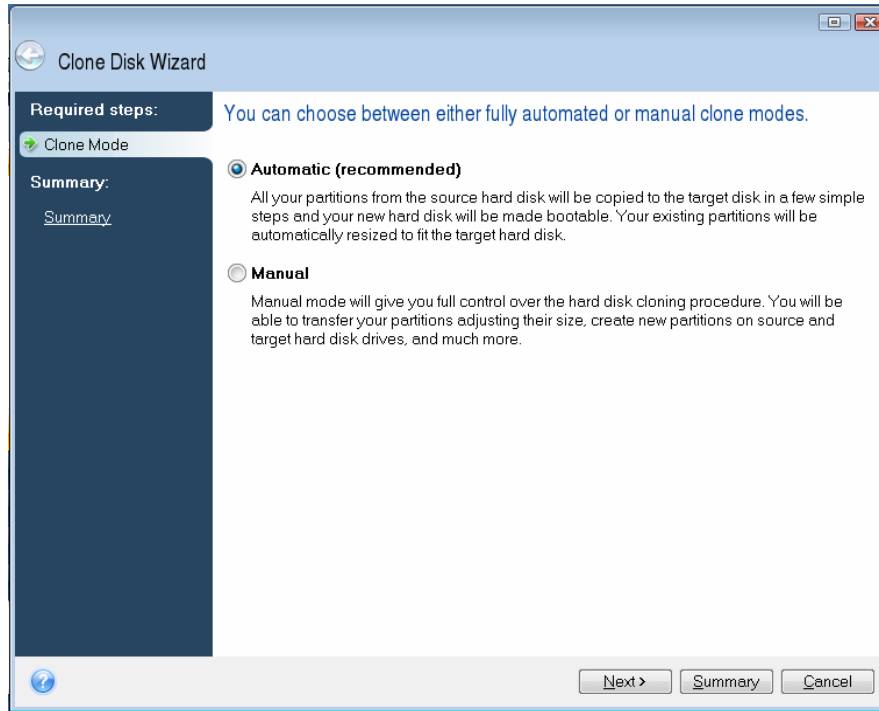 Clone Disk Wizard
Required steps:
Clone Mode
Summary:
Summary
You can choose between either fully automated or manual clone modes.
Automatic (recommended)
All your partitions from the source hard disk will be copied to the target disk in a few simple
steps and your new hard disk will be made bootable. Your existing partitions will be
automatically resized to fit the target hard disk.
Manual
Manual mode will give you full control over the hard disk cloning procedure. You will be
able to transfer your partitions adjusting their size, create new partitions on source and
target hard disk drives, and much more.
?
Next >
Summary
Cancel